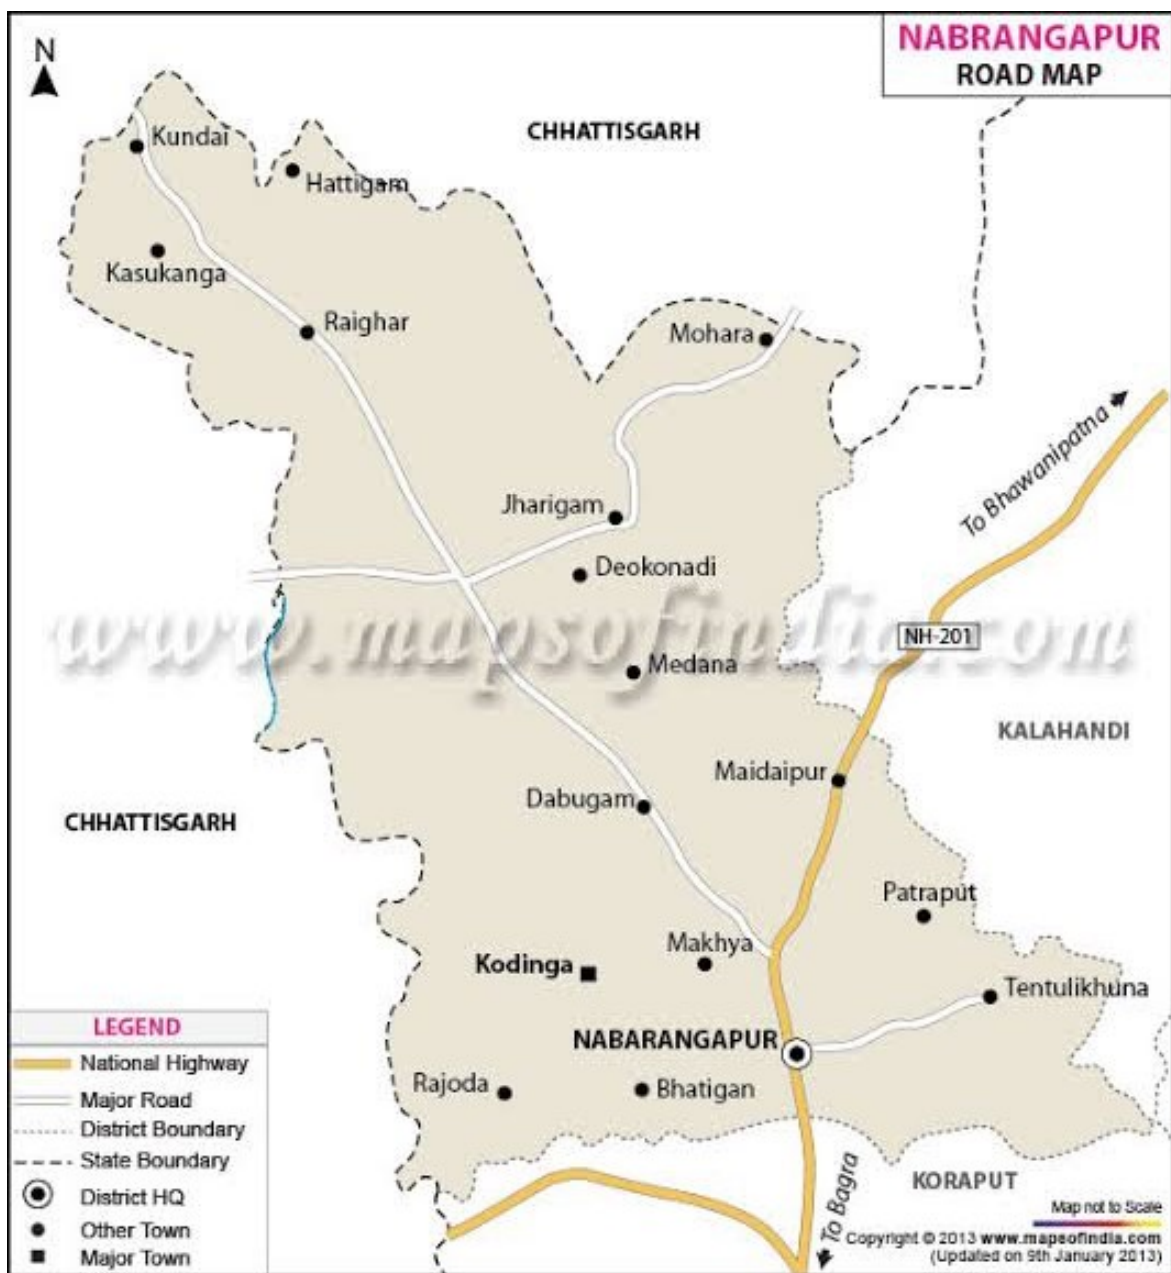 NABRANGAPUR
ROAD MAP
N
CHHATTISGARH
Kundai
Hattigam
Kasukanga
Raighar
Mohara
To Bhawanipatna
Jharigam
Deokonadi
www.mapsofindia.com
NH-201
Medana
KALAHANDI
Maidaipur
Dabugam
CHHATTISGARH
Patraput
Makhya
Kodinga
Tentulikhuna
NABARANGAPUR
Rajoda
Bhatigan
LEGEND
National Highway
Major Road
District Boundary
State Boundary
District HQ
Other Town
Major Town
To Bagra
KORAPUT
Map not to Scale
Copyright © 2013 www.mapsofindia.com
(Updated on 9th January 2013)